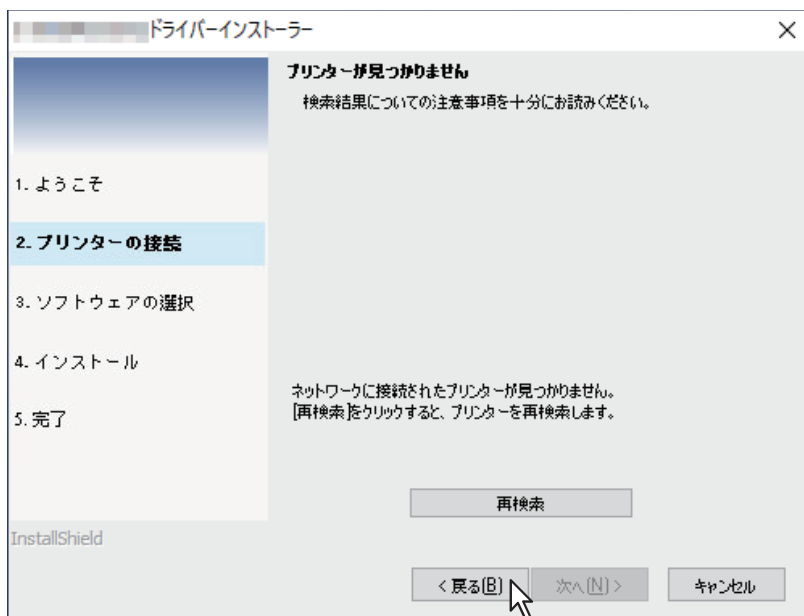 ドライバーインストーラー
1. ようこそ
2. プリンターの接続
3. ソフトウェアの選択
4. インストール
5. 完了
InstallShield
プリンターが見つかりません
検索結果についての注意事項を十分にお読みください。
ネットワークに接続されたプリンターが見つかりません。
[再検索]をクリックすると、プリンターを再検索します。
再検索
< 戻る(B)
次へ(N) >
キャンセル